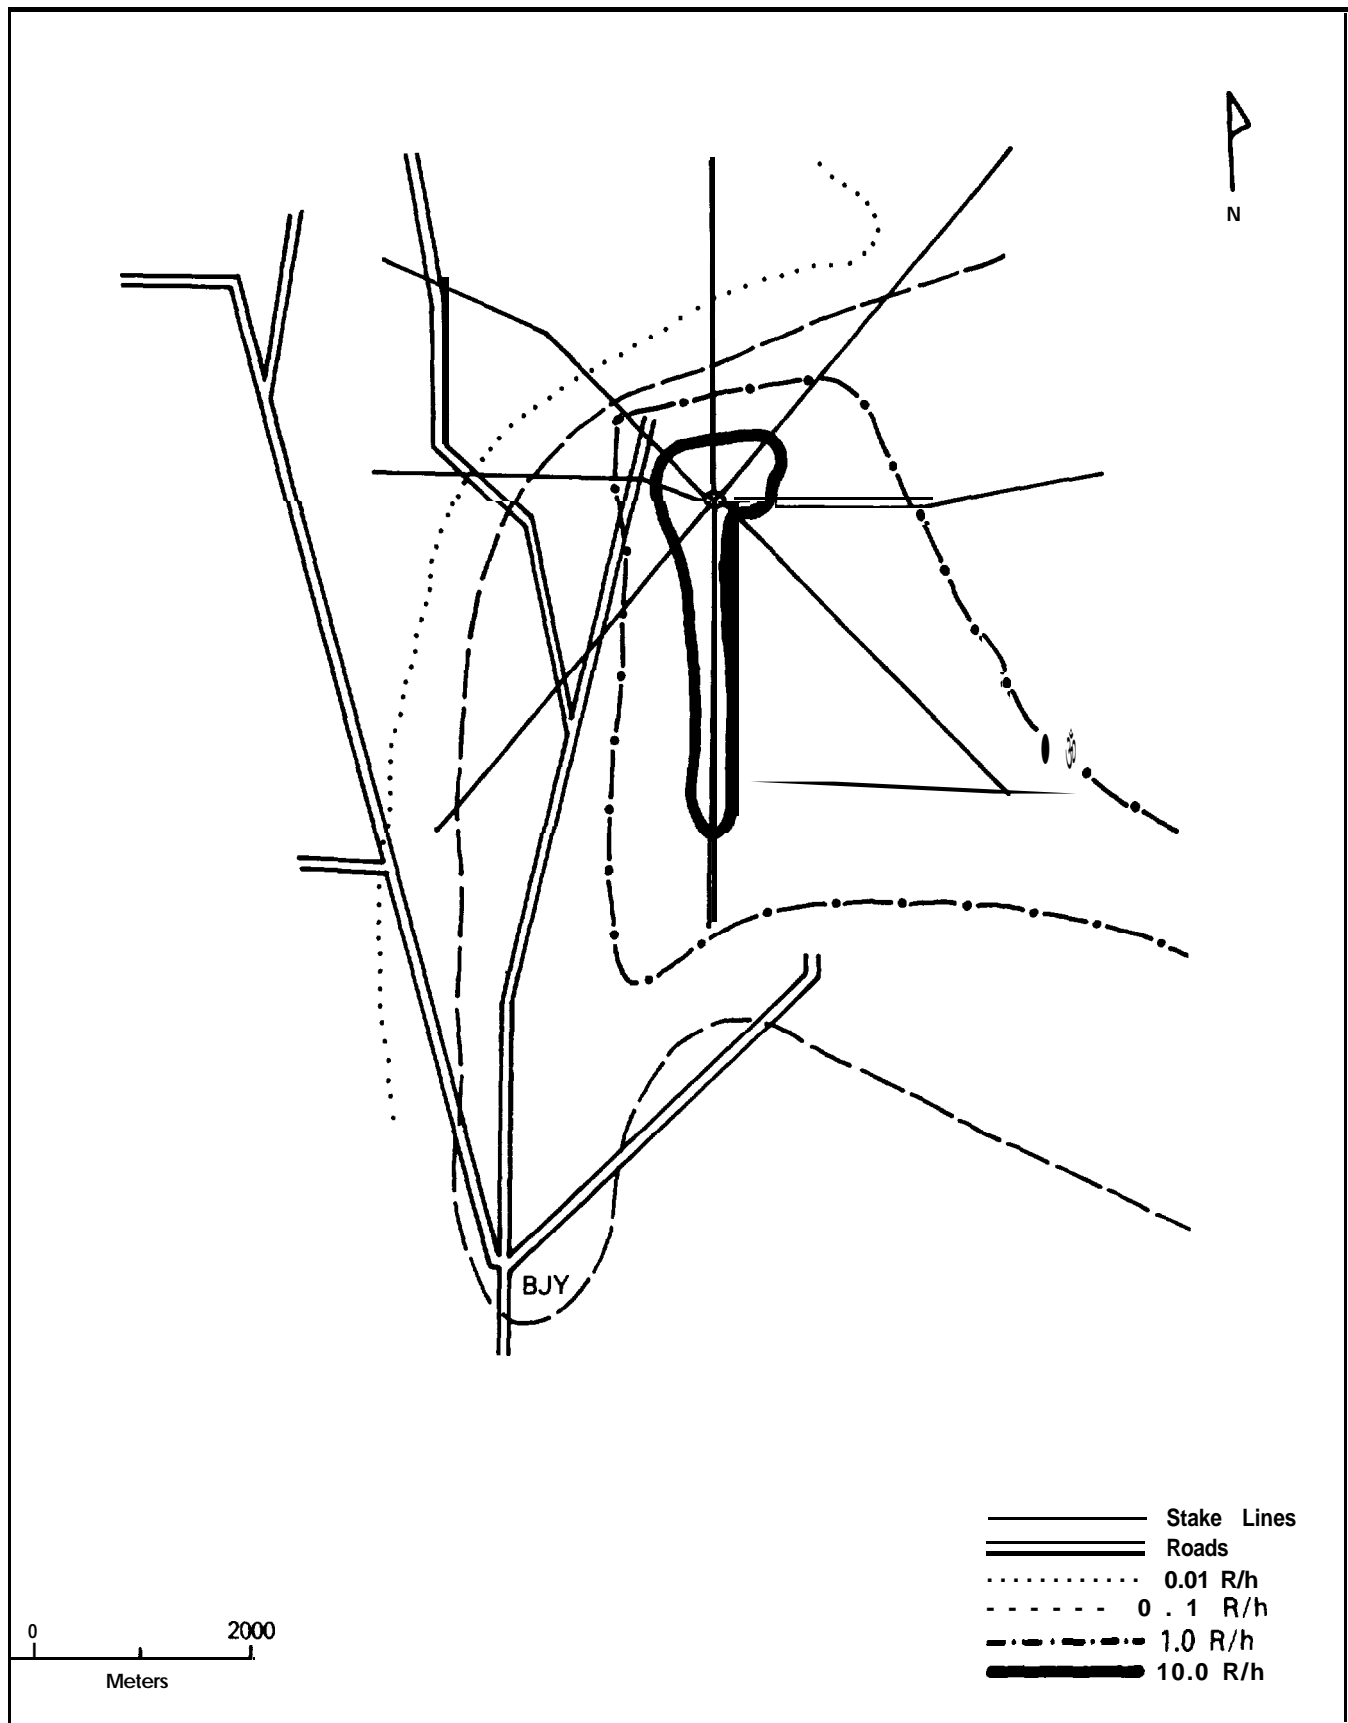 N
ॐ
BJY
Stake Lines
Roads
0.01 R/h
0 . 1 R/h
1.0 R/h
10.0 R/h
0 2000
Meters